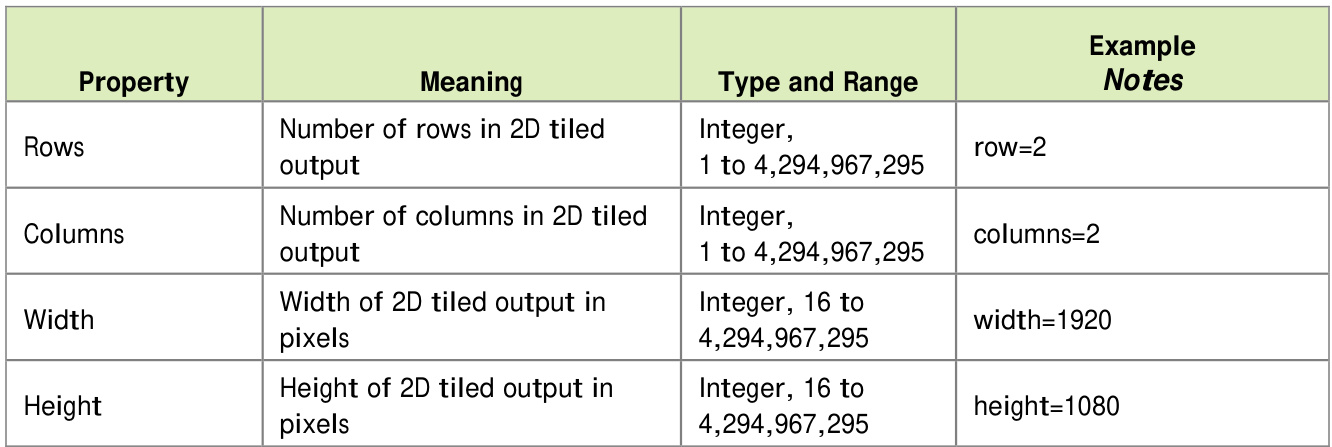 Property
Meaning
Type and Range
Example
Notes
Rows
Number of rows in 2D tiled
output
Integer,
1 to 4,294,967,295
row=2
Columns
Number of columns in 2D tiled
output
Integer,
1 to 4,294,967,295
columns=2
Width
Width of 2D tiled output in
pixels
Integer, 16 to
4,294,967,295
width=1920
Height
Height of 2D tiled output in
pixels
Integer, 16 to
4,294,967,295
height=1080